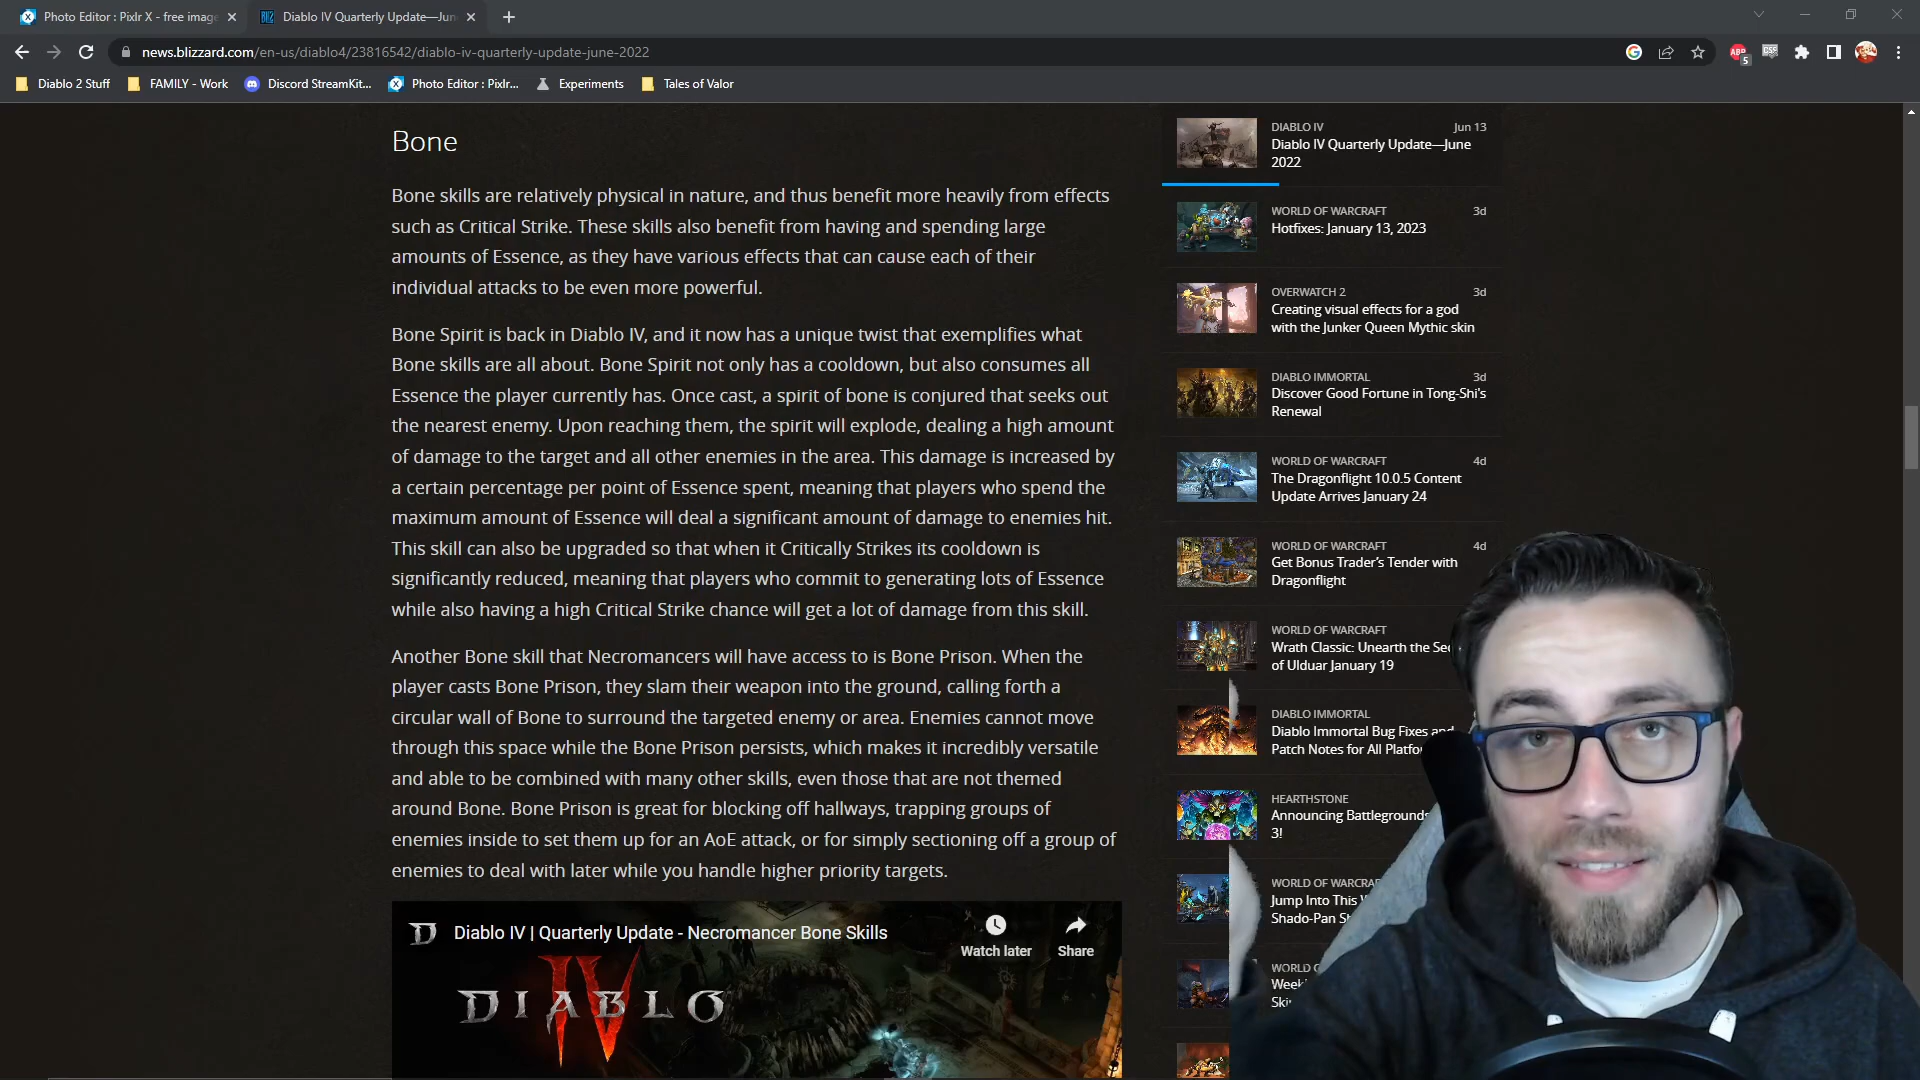 Photo Editor : Pixlr X - free image
Diablo IV Quarterly Update—Jun
news.blizzard.com/en-us/diablo4/23816542/diablo-iv-quarterly-update-june-2022
ABP
5
Diablo 2 Stuff
FAMILY - Work
Discord StreamKit...
Photo Editor : Pixlr...
Experiments
Tales of Valor
Bone
Bone skills are relatively physical in nature, and thus benefit more heavily from effects
such as Critical Strike. These skills also benefit from having and spending large
amounts of Essence, as they have various effects that can cause each of their
individual attacks to be even more powerful.
Bone Spirit is back in Diablo IV, and it now has a unique twist that exemplifies what
Bone skills are all about. Bone Spirit not only has a cooldown, but also consumes all
Essence the player currently has. Once cast, a spirit of bone is conjured that seeks out
the nearest enemy. Upon reaching them, the spirit will explode, dealing a high amount
of damage to the target and all other enemies in the area. This damage is increased by
a certain percentage per point of Essence spent, meaning that players who spend the
maximum amount of Essence will deal a significant amount of damage to enemies hit.
This skill can also be upgraded so that when it Critically Strikes its cooldown is
significantly reduced, meaning that players who commit to generating lots of Essence
while also having a high Critical Strike chance will get a lot of damage from this skill.
Another Bone skill that Necromancers will have access to is Bone Prison. When the
player casts Bone Prison, they slam their weapon into the ground, calling forth a
circular wall of Bone to surround the targeted enemy or area. Enemies cannot move
through this space while the Bone Prison persists, which makes it incredibly versatile
and able to be combined with many other skills, even those that are not themed
around Bone. Bone Prison is great for blocking off hallways, trapping groups of
enemies inside to set them up for an AoE attack, or for simply sectioning off a group of
enemies to deal with later while you handle higher priority targets.
Diablo IV | Quarterly Update - Necromancer Bone Skills
Watch later
Share
DIABLO
IV
DIABLO IV
Jun 13
Diablo IV Quarterly Update—June
2022
WORLD OF WARCRAFT
3d
Hotfixes: January 13, 2023
OVERWATCH 2
3d
Creating visual effects for a god
with the Junker Queen Mythic skin
DIABLO IMMORTAL
3d
Discover Good Fortune in Tong-Shi's
Renewal
WORLD OF WARCRAFT
4d
The Dragonflight 10.0.5 Content
Update Arrives January 24
WORLD OF WARCRAFT
4d
Get Bonus Trader's Tender with
Dragonflight
WORLD OF WARCRAFT
Wrath Classic: Unearth the Sec
of Ulduar January 19
DIABLO IMMORTAL
Diablo Immortal Bug Fixes and
Patch Notes for All Platfo
HEARTHSTONE
Announcing Battlegrounds
3!
WORLD OF WARCRA
Jump Into This W
Shado-Pan S
WORLD O
Week
Ski